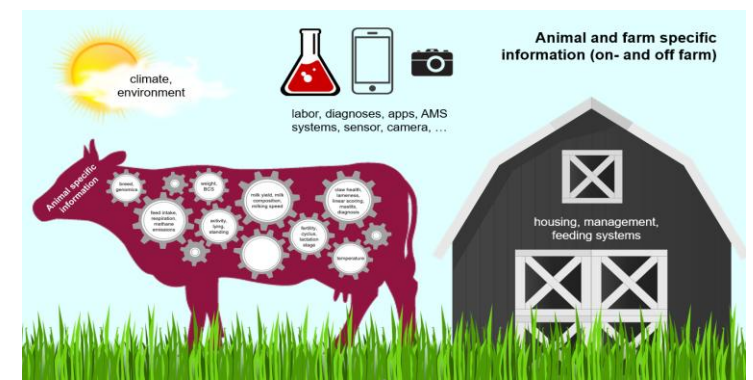 Animal and farm specific
information (on- and off farm)
climate,
environment
labor, diagnoses, apps, AMS
systems, sensor, camera, ...
Animal specific
information
breed,
genomics
weight,
BCS
milk yield, milk
composition,
milking speed
claw health,
lameness,
linear scoring,
mastitis,
diagnosis
feed intake,
respiration,
methane
emissions
activity,
lying,
standing
fertility,
cyclus,
lactation
stage
temperature
housing, management,
feeding systems